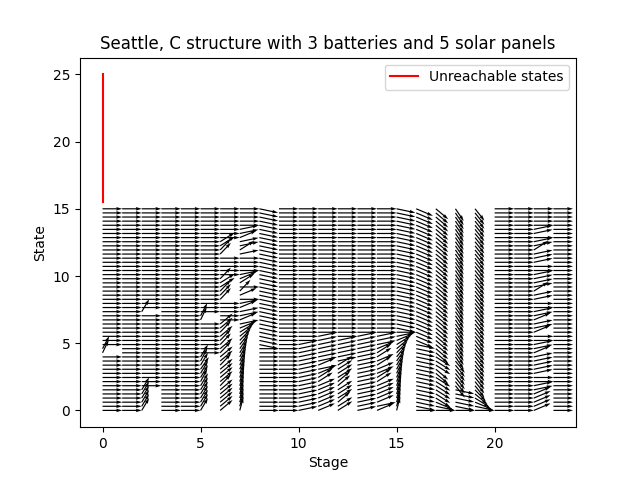 Seattle, C structure with 3 batteries and 5 solar panels
Unreachable states
25
20
15
10
5
0
State
0 5 10 15 20
Stage